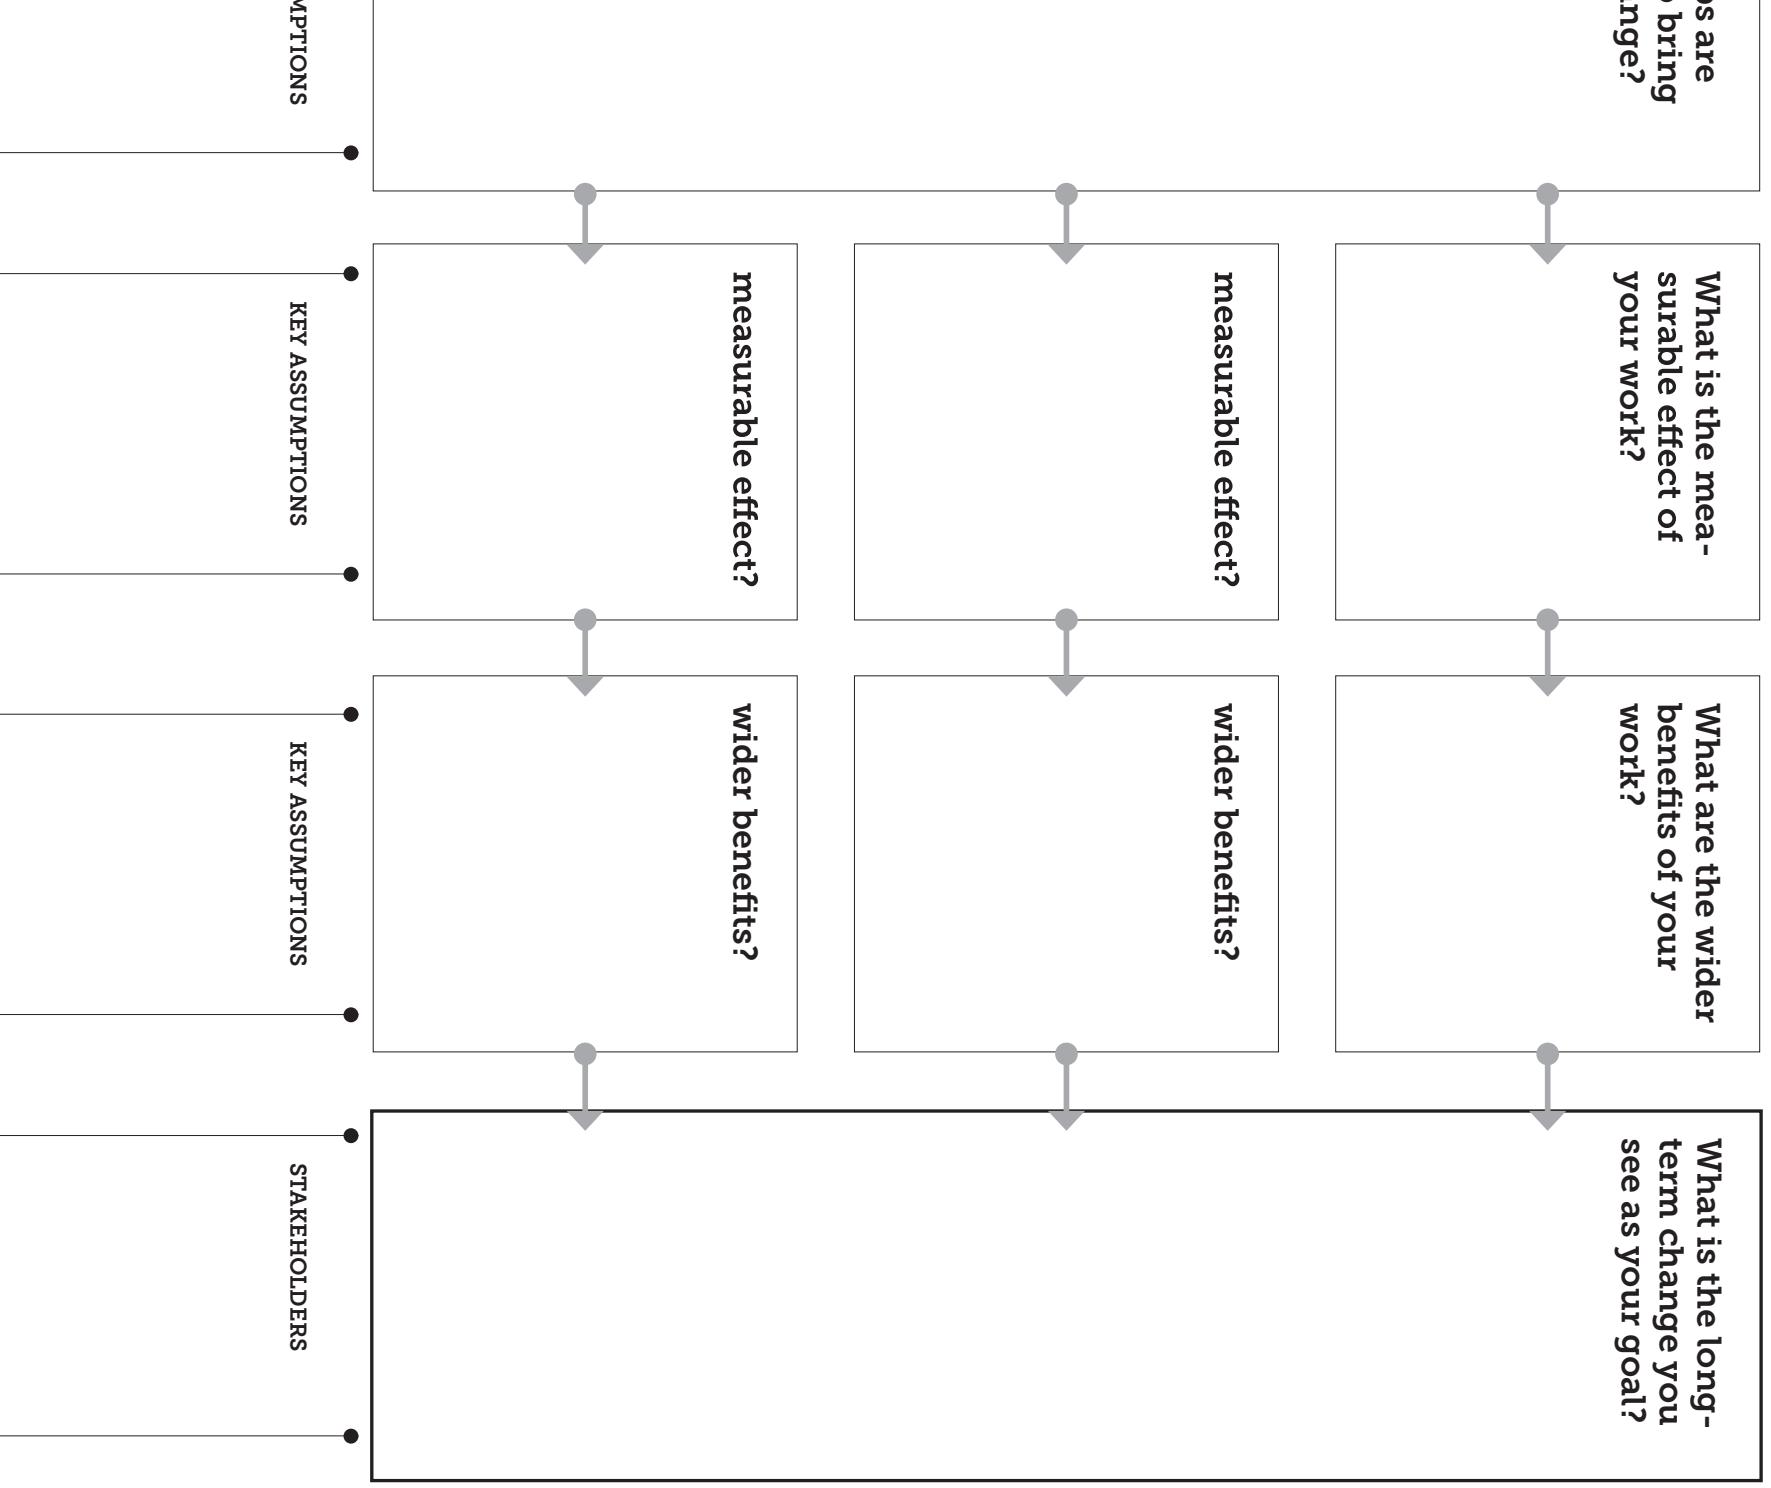 s are
bring
nge?
What is the mea-
surable effect of
your work?
What are the wider
benefits of your
work?
What is the long-
term change you
see as your goal?
measurable effect?
wider benefits?
measurable effect?
wider benefits?
MPTIONS
KEY ASSUMPTIONS
KEY ASSUMPTIONS
STAKEHOLDERS